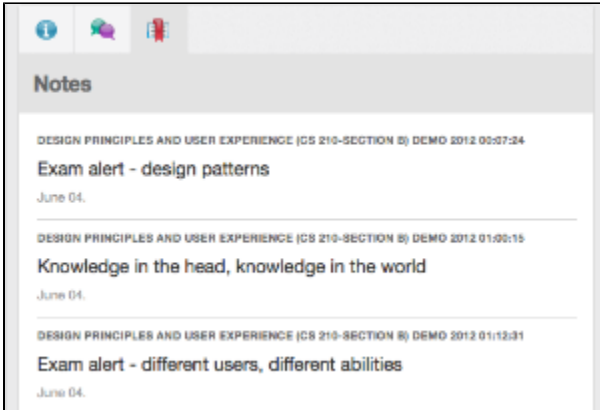 Notes
DESIGN PRINCIPLES AND USER EXPERIENCE (CS 210-SECTION B) DEMO 2012 00:07:24
Exam alert - design patterns
June 04.
DESIGN PRINCIPLES AND USER EXPERIENCE (CS 210-SECTION B) DEMO 2012 01:00:15
Knowledge in the head, knowledge in the world
June 04.
DESIGN PRINCIPLES AND USER EXPERIENCE (CS 210-SECTION B) DEMO 2012 01:12:31
Exam alert - different users, different abilities
June 04.